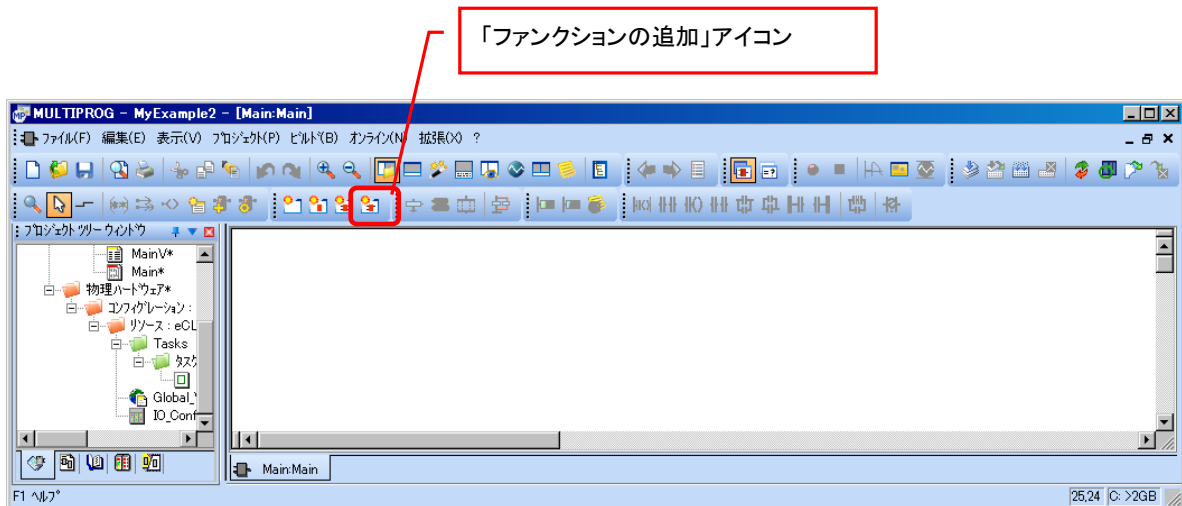 「ファンクションの追加」アイコン
MULTIPROG - MyExample2 - [Main:Main]
ファイル(F) 編集(E) 表示(V) プロジェクト(P) ビルド(B) オンライン(N) 拡張(X) ?
プロジェクト ツリー ウィンドウ
MainV*
Main*
物理ハードウェア*
コンフィグレーション :
リソース : eCL
Tasks
タスク
Global_
IO_Conf
Main:Main
F1 ヘルプ
25,24
C: >2GB